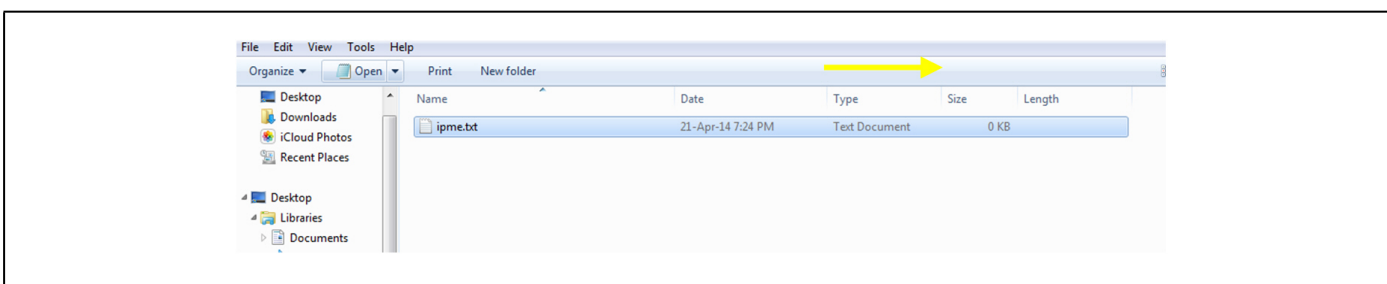 File Edit View Tools Help
Organize Open Print New folder
Name Date Type Size Length
ipme.txt 21-Apr-14 7:24 PM Text Document 0 KB
Desktop
Downloads
iCloud Photos
Recent Places
Desktop
Libraries
Documents